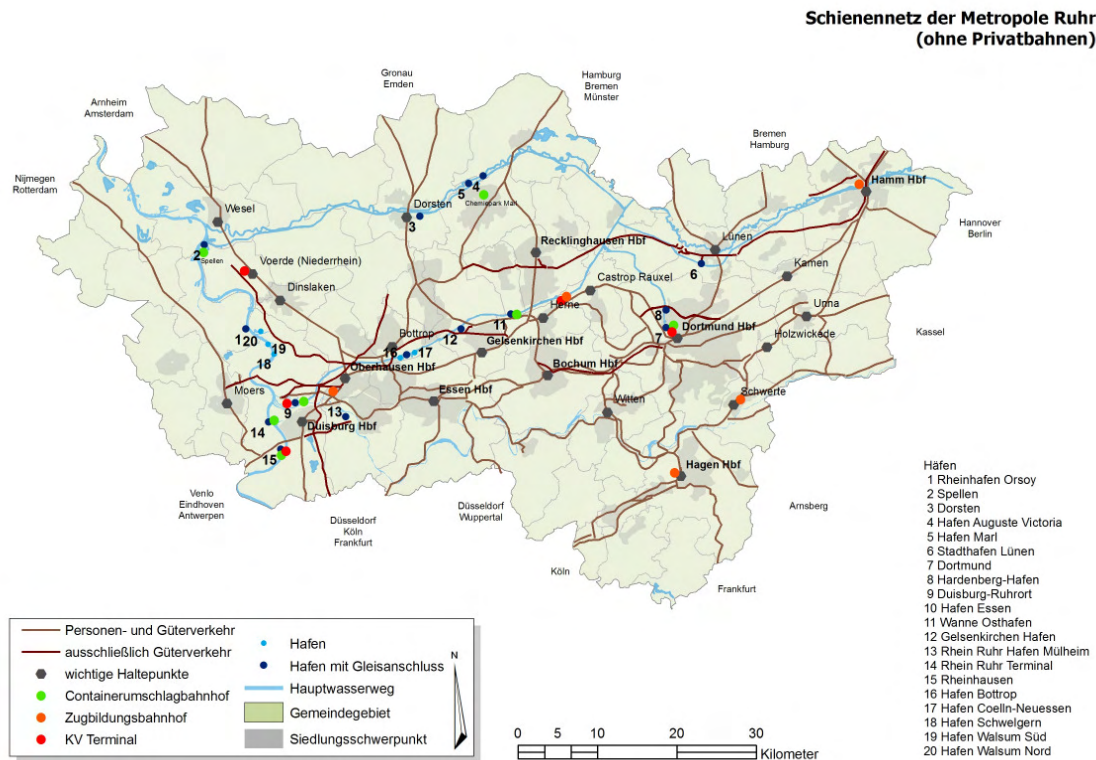 Schienennetz der Metropole Ruhr
(ohne Privatbahnen)
Gronau
Emden
Hamburg
Bremen
Münster
Arnheim
Amsterdam
Bremen
Hamburg
Nijmegen
Rotterdam
Hamm Hbf
4
5
Chemiepark Marl
Wesel
Dorsten
3
Hannover
Berlin
Recklinghausen Hbf
Lünen
2
Spellen
Voerde (Niederrhein)
6
Kamen
Castrop Rauxel
Dinslaken
Herne
11
8
Unna
Dortmund Hbf
7
Holzwickede
Kassel
120
19
18
Bottrop
12
16
17
Gelsenkirchen Hbf
Oberhausen Hbf
Bochum Hbf
Moers
Essen Hbf
Schwerte
9
13
Witten
14
Duisburg Hbf
15
Hagen Hbf
Venlo
Eindhoven
Antwerpen
Düsseldorf
Köln
Frankfurt
Düsseldorf
Wuppertal
Arnsberg
Köln
Frankfurt
Häfen
1 Rheinhafen Orsoy
2 Spellen
3 Dorsten
4 Hafen Auguste Victoria
5 Hafen Marl
6 Stadthafen Lünen
7 Dortmund
8 Hardenberg-Hafen
9 Duisburg-Ruhrort
10 Hafen Essen
11 Wanne Osthafen
12 Gelsenkirchen Hafen
13 Rhein Ruhr Hafen Mülheim
14 Rhein Ruhr Terminal
15 Rheinhausen
16 Hafen Bottrop
17 Hafen Coelln-Neuessen
18 Hafen Schwelgern
19 Hafen Walsum Süd
20 Hafen Walsum Nord
Personen- und Güterverkehr
ausschließlich Güterverkehr
wichtige Haltepunkte
Containerumschlagbahnhof
Zugbildungsbahnhof
KV Terminal
Hafen
Hafen mit Gleisanschluss
Hauptwasserweg
Gemeindegebiet
Siedlungsschwerpunkt
N
0 5 10 20 30
Kilometer